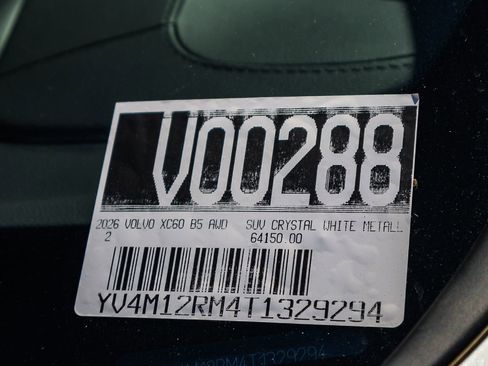 V00288
2026 VOLVO XC60 B5 AWD SUV CRYSTAL WHITE METALL
2 64150.00
YV4M12RM4T1329294